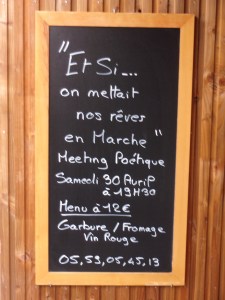 "Et Si...
on mettait
nos rêves
en Marche"
Meeting Poétique
Samedi 30 Avril
à 19H30
Menu à 12€
Garbure / Fromage
Vin Rouge
05,59,05,45,13